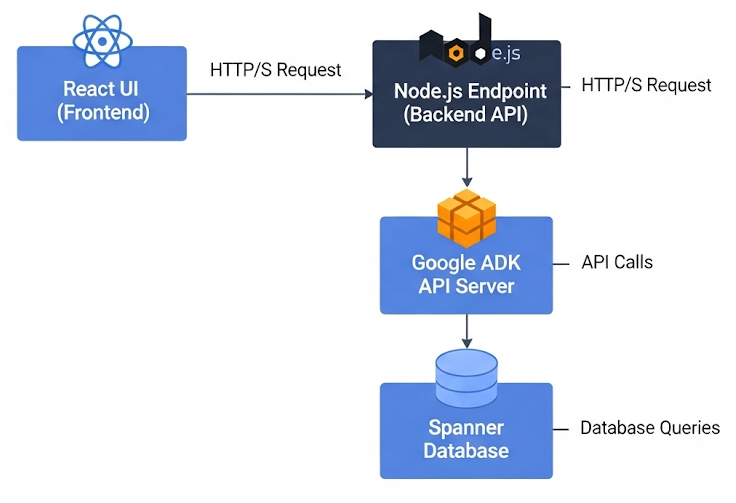 React UI
(Frontend)
HTTP/S Request
e.js
Node.js Endpoint
(Backend API)
HTTP/S Request
Google ADK
API Server
API Calls
Spanner
Database
Database Queries